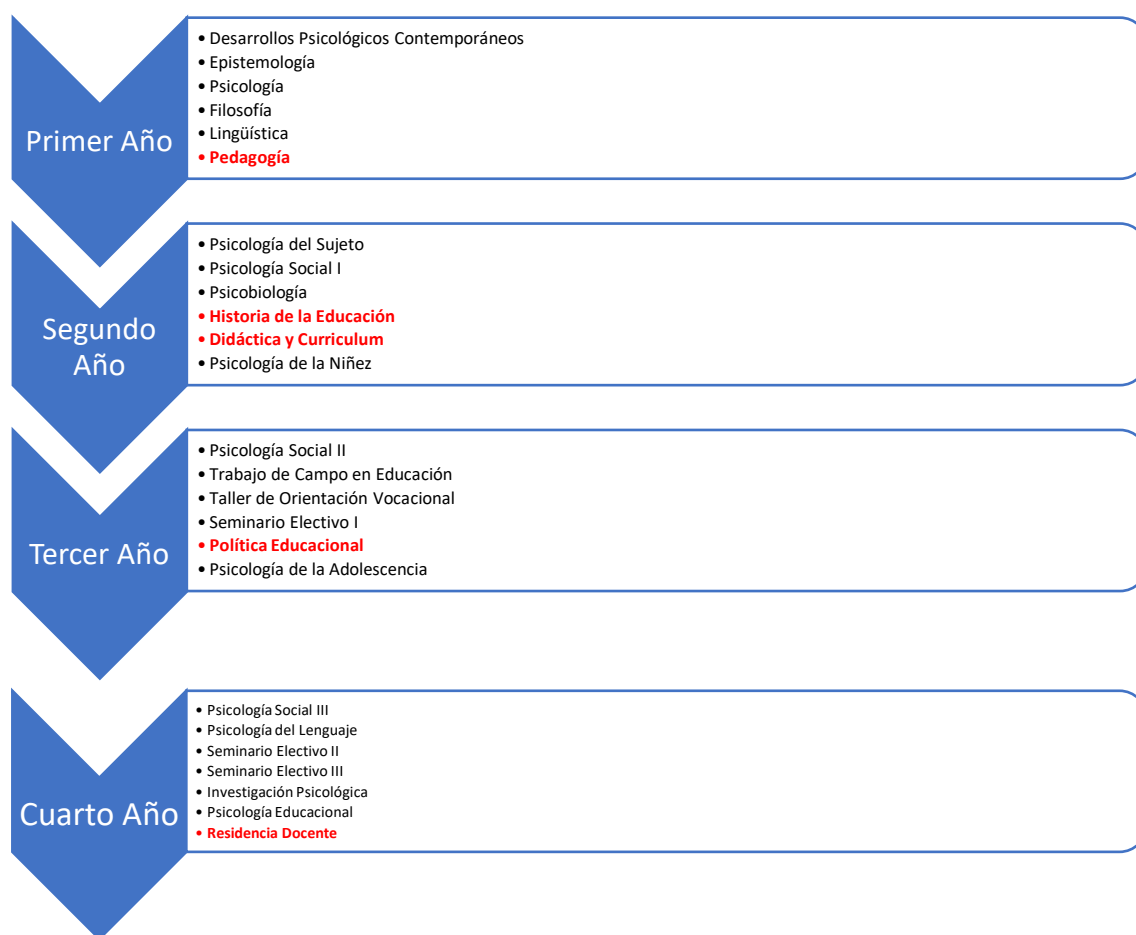 Primer Año
• Desarrollos Psicológicos Contemporáneos
• Epistemología
• Psicología
• Filosofía
• Lingüística
• Pedagogía
Segundo
Año
• Psicología del Sujeto
• Psicología Social I
• Psicobiología
• Historia de la Educación
• Didáctica y Curriculum
• Psicología de la Niñez
Tercer Año
• Psicología Social II
• Trabajo de Campo en Educación
• Taller de Orientación Vocacional
• Seminario Electivo I
• Política Educacional
• Psicología de la Adolescencia
Cuarto Año
• Psicología Social III
• Psicología del Lenguaje
• Seminario Electivo II
• Seminario Electivo III
• Investigación Psicológica
• Psicología Educacional
• Residencia Docente